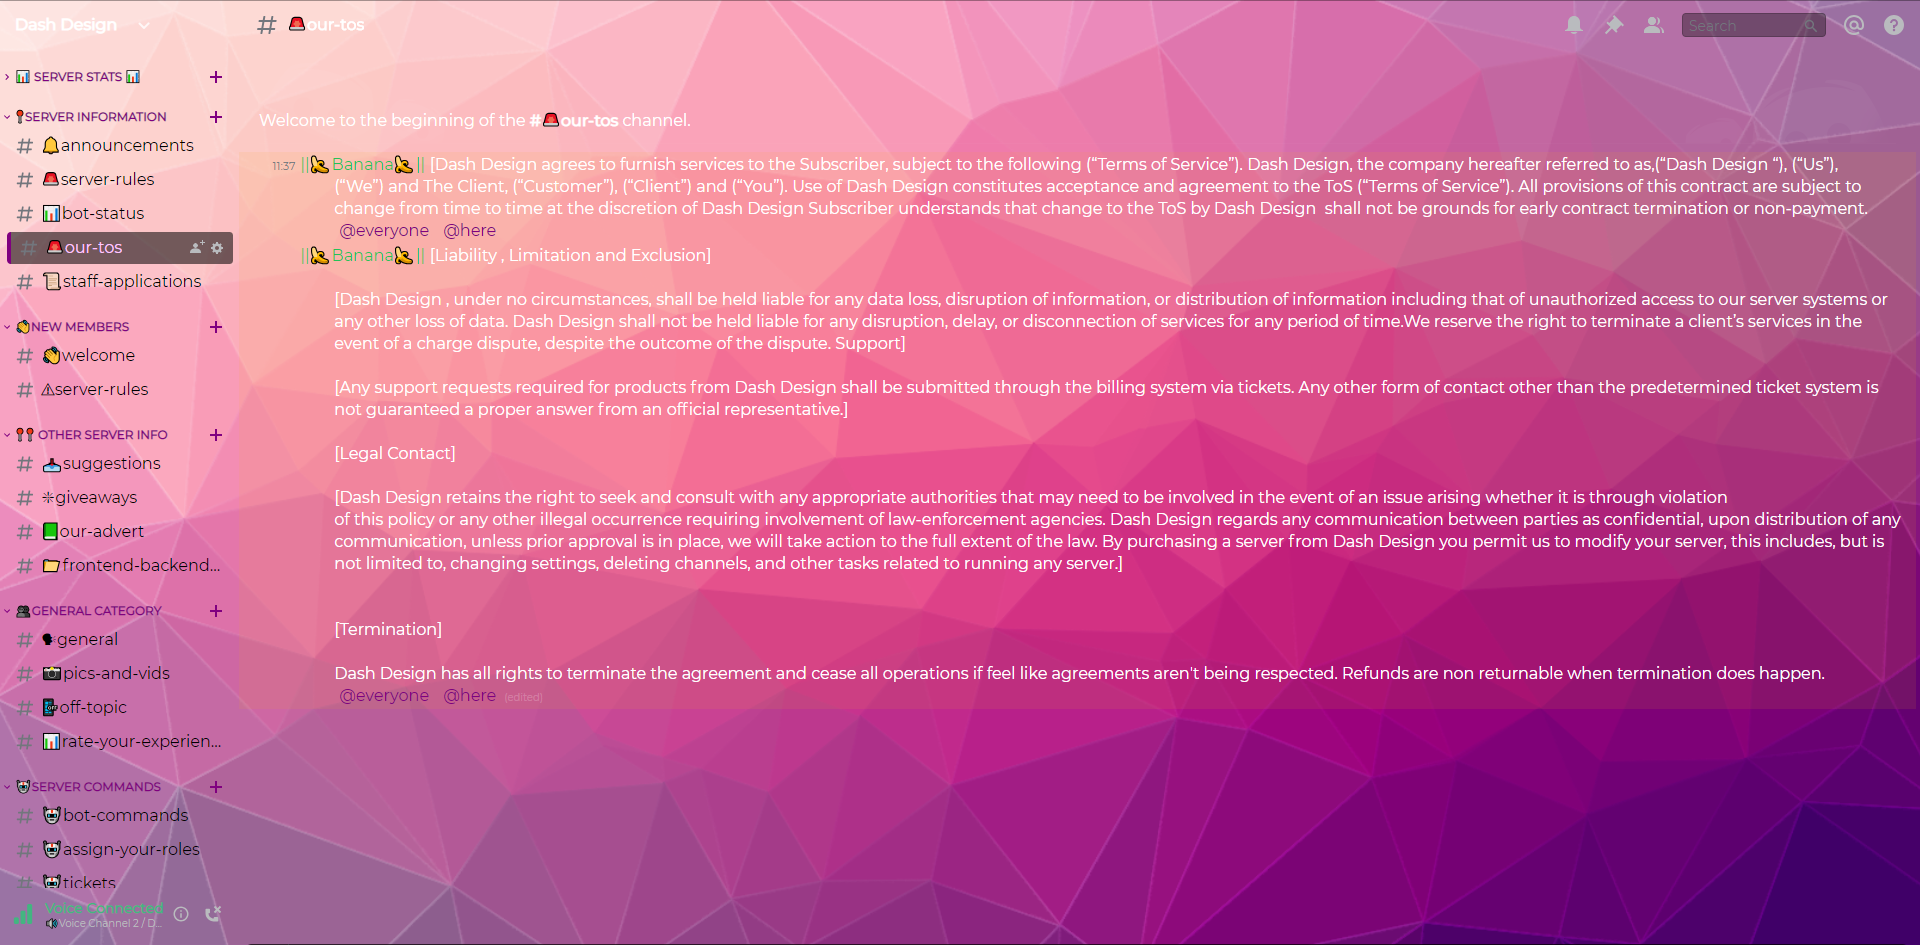 Dash Design
# 🚨our-tos
Search
SERVER STATS
SERVER INFORMATION
# 🔔announcements
# 🚨server-rules
# 📊bot-status
# 🚨our-tos
# 📜staff-applications
NEW MEMBERS
# 👋welcome
# ⚠server-rules
OTHER SERVER INFO
# 📥suggestions
# giveaways
# 📗our-advert
# 📁frontend-backend...
GENERAL CATEGORY
# 🗣general
# 📸pics-and-vids
# 📴off-topic
# 📊rate-your-experien...
SERVER COMMANDS
# 🤖bot-commands
# 🤖assign-your-roles
# 🤖tickets
Voice Connected
Voice Channel 2 / D...
Welcome to the beginning of the #🚨our-tos channel.
11:37 ||🍌Banana🍌|| [Dash Design agrees to furnish services to the Subscriber, subject to the following (“Terms of Service”). Dash Design, the company hereafter referred to as,(“Dash Design “), (“Us”),
(“We”) and The Client, (“Customer”), (“Client”) and (“You”). Use of Dash Design constitutes acceptance and agreement to the ToS (“Terms of Service”). All provisions of this contract are subject to
change from time to time at the discretion of Dash Design Subscriber understands that change to the ToS by Dash Design  shall not be grounds for early contract termination or non-payment.
@everyone @here
||🍌Banana🍌|| [Liability , Limitation and Exclusion]
[Dash Design , under no circumstances, shall be held liable for any data loss, disruption of information, or distribution of information including that of unauthorized access to our server systems or
any other loss of data. Dash Design shall not be held liable for any disruption, delay, or disconnection of services for any period of time.We reserve the right to terminate a client’s services in the
event of a charge dispute, despite the outcome of the dispute. Support]
[Any support requests required for products from Dash Design shall be submitted through the billing system via tickets. Any other form of contact other than the predetermined ticket system is
not guaranteed a proper answer from an official representative.]
[Legal Contact]
[Dash Design retains the right to seek and consult with any appropriate authorities that may need to be involved in the event of an issue arising whether it is through violation
of this policy or any other illegal occurrence requiring involvement of law-enforcement agencies. Dash Design regards any communication between parties as confidential, upon distribution of any
communication, unless prior approval is in place, we will take action to the full extent of the law. By purchasing a server from Dash Design you permit us to modify your server, this includes, but is
not limited to, changing settings, deleting channels, and other tasks related to running any server.]
[Termination]
Dash Design has all rights to terminate the agreement and cease all operations if feel like agreements aren't being respected. Refunds are non returnable when termination does happen.
@everyone @here (edited)